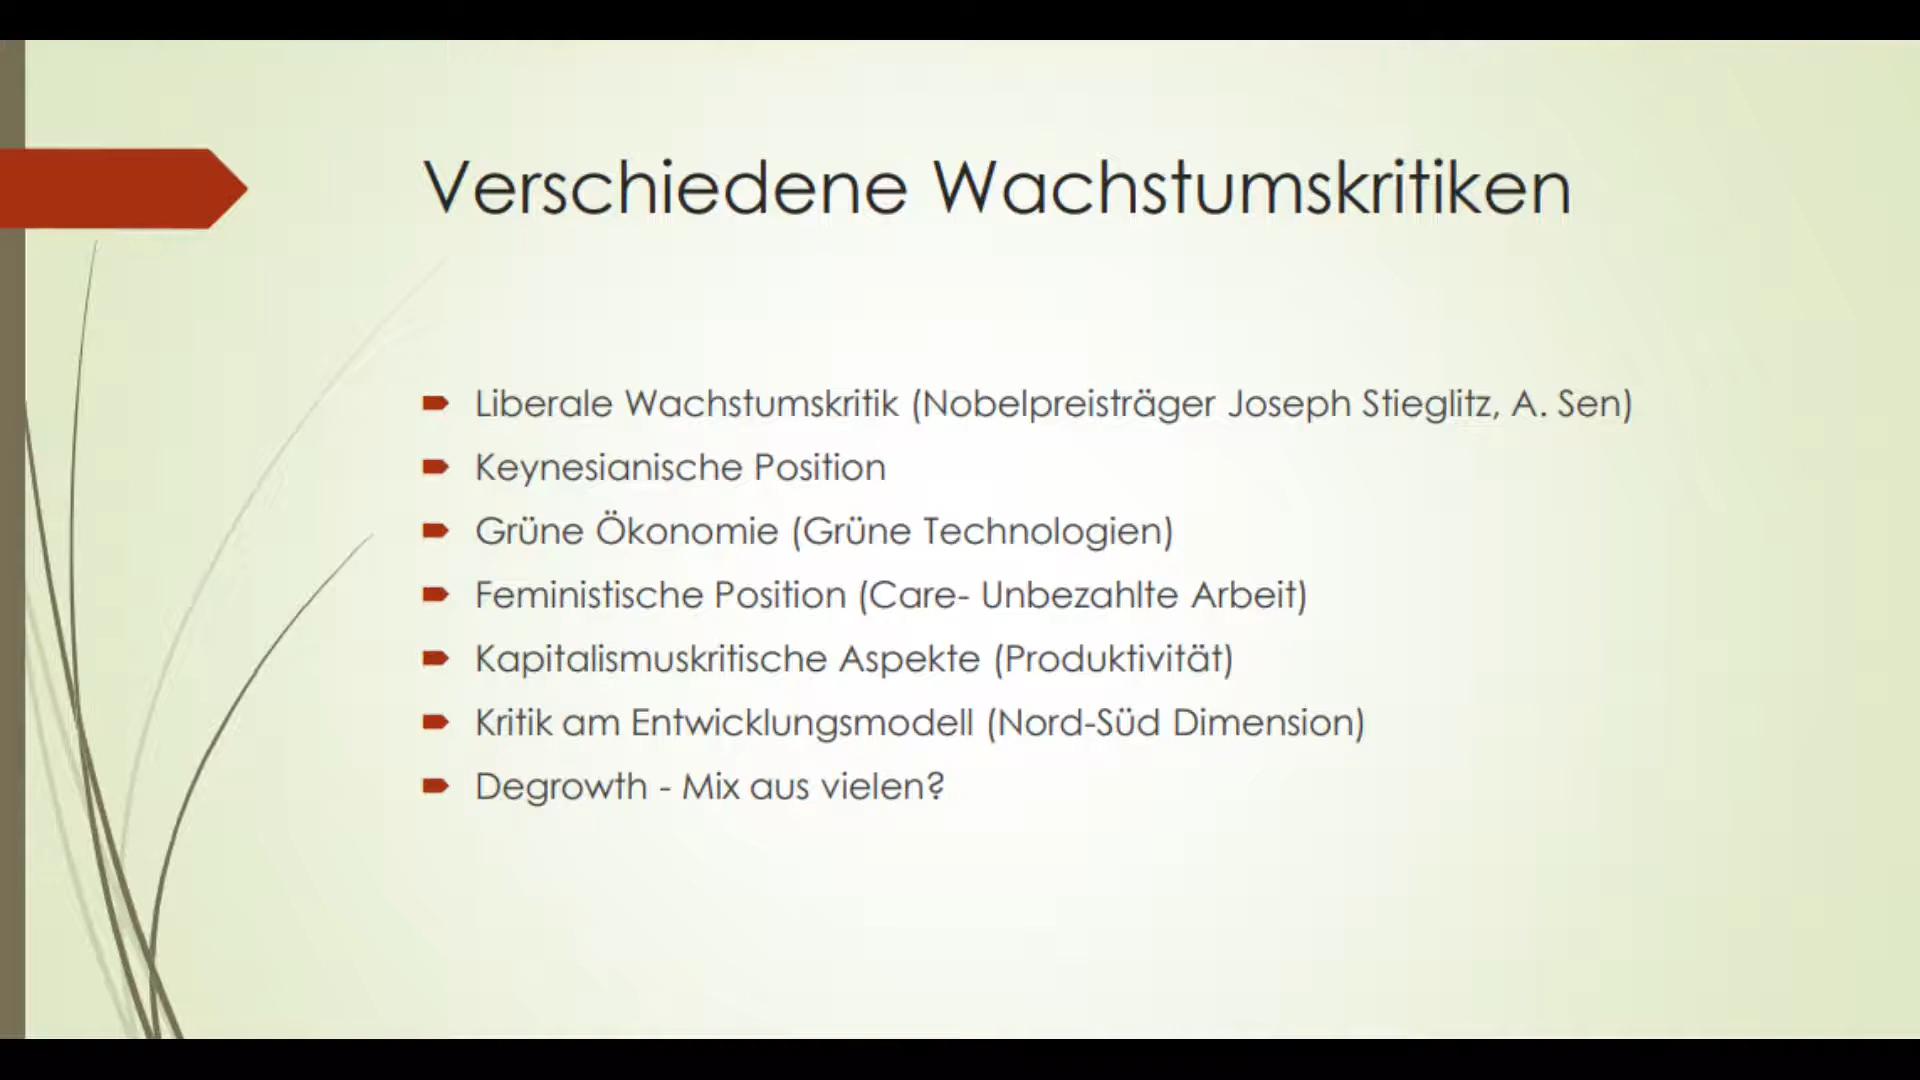 Verschiedene Wachstumskritiken
Liberale Wachstumskritik (Nobelpreisträger Joseph Stieglitz, A. Sen)
Keynesianische Position
Grüne Ökonomie (Grüne Technologien)
Feministische Position (Care- Unbezahlte Arbeit)
Kapitalismuskritische Aspekte (Produktivität)
Kritik am Entwicklungsmodell (Nord-Süd Dimension)
Degrowth - Mix aus vielen?